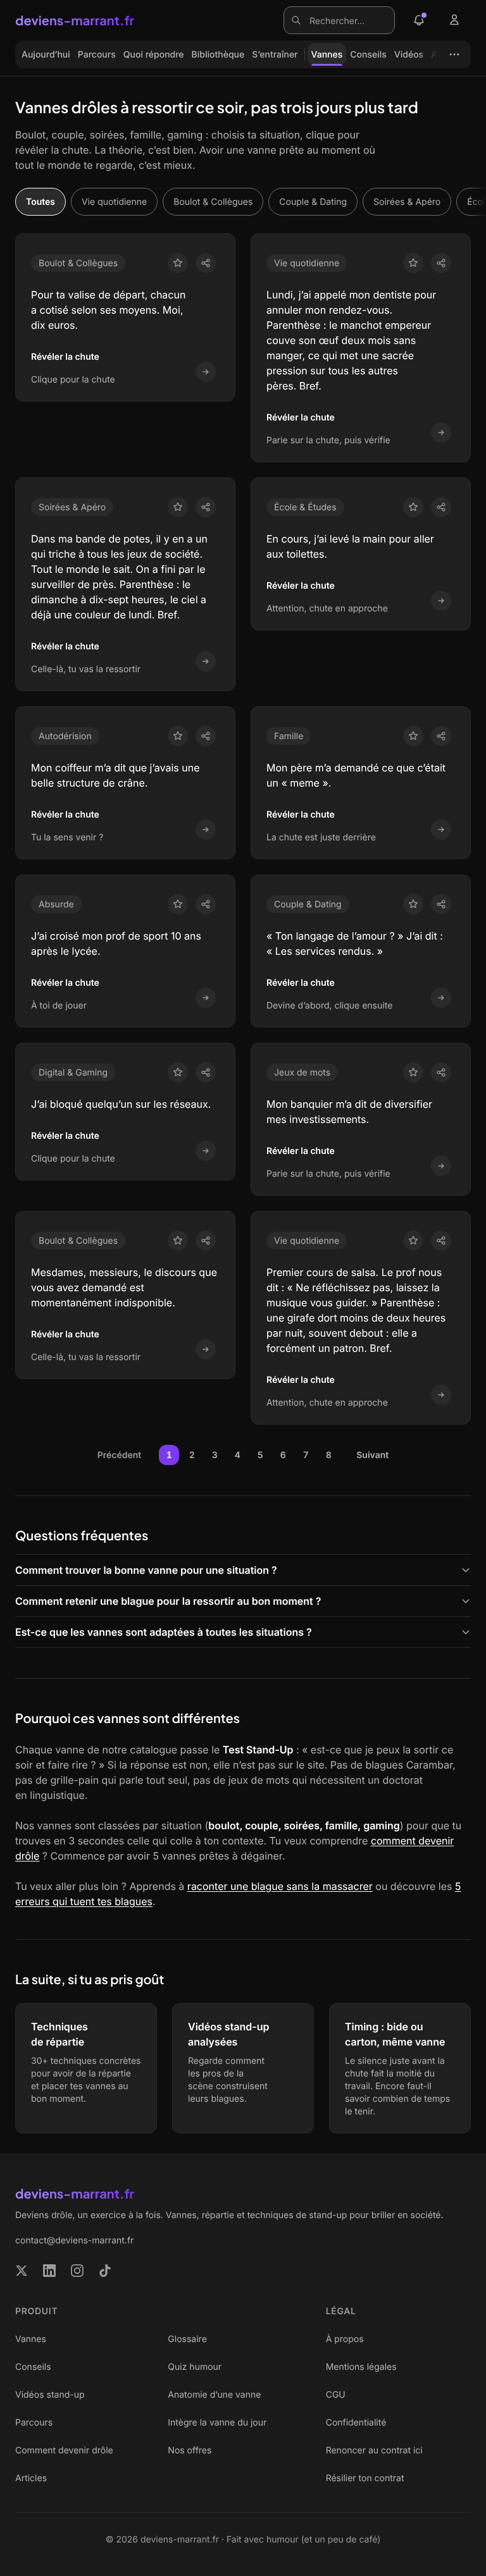 deviens-marrant.fr
Rechercher...
Aujourd'hui Parcours Quoi répondre Bibliothèque S'entraîner Vannes Conseils Vidéos
Vannes drôles à ressortir ce soir, pas trois jours plus tard
Boulot, couple, soirées, famille, gaming : choisis ta situation, clique pour
révéler la chute. La théorie, c'est bien. Avoir une vanne prête au moment où
tout le monde te regarde, c'est mieux.
Toutes Vie quotidienne Boulot & Collègues Couple & Dating Soirées & Apéro Éco
Boulot & Collègues
Pour ta valise de départ, chacun
a cotisé selon ses moyens. Moi,
dix euros.
Révéler la chute
Clique pour la chute
Vie quotidienne
Lundi, j'ai appelé mon dentiste pour
annuler mon rendez-vous.
Parenthèse : le manchot empereur
couve son œuf deux mois sans
manger, ce qui met une sacrée
pression sur tous les autres
pères. Bref.
Révéler la chute
Parie sur la chute, puis vérifie
Soirées & Apéro
Dans ma bande de potes, il y en a un
qui triche à tous les jeux de société.
Tout le monde le sait. On a fini par le
surveiller de près. Parenthèse : le
dimanche à dix-sept heures, le ciel a
déjà une couleur de lundi. Bref.
Révéler la chute
Celle-là, tu vas la ressortir
École & Études
En cours, j'ai levé la main pour aller
aux toilettes.
Révéler la chute
Attention, chute en approche
Autodérision
Mon coiffeur m'a dit que j'avais une
belle structure de crâne.
Révéler la chute
Tu la sens venir ?
Famille
Mon père m'a demandé ce que c'était
un « meme ».
Révéler la chute
La chute est juste derrière
Absurde
J'ai croisé mon prof de sport 10 ans
après le lycée.
Révéler la chute
À toi de jouer
Couple & Dating
« Ton langage de l'amour ? » J'ai dit :
« Les services rendus. »
Révéler la chute
Devine d'abord, clique ensuite
Digital & Gaming
J'ai bloqué quelqu'un sur les réseaux.
Révéler la chute
Clique pour la chute
Jeux de mots
Mon banquier m'a dit de diversifier
mes investissements.
Révéler la chute
Parie sur la chute, puis vérifie
Boulot & Collègues
Mesdames, messieurs, le discours que
vous avez demandé est
momentanément indisponible.
Révéler la chute
Celle-là, tu vas la ressortir
Vie quotidienne
Premier cours de salsa. Le prof nous
dit : « Ne réfléchissez pas, laissez la
musique vous guider. » Parenthèse :
une girafe dort moins de deux heures
par nuit, souvent debout : elle a
forcément un patron. Bref.
Révéler la chute
Attention, chute en approche
Précédent 1 2 3 4 5 6 7 8 Suivant
Questions fréquentes
Comment trouver la bonne vanne pour une situation ?
Comment retenir une blague pour la ressortir au bon moment ?
Est-ce que les vannes sont adaptées à toutes les situations ?
Pourquoi ces vannes sont différentes
Chaque vanne de notre catalogue passe le Test Stand-Up : « est-ce que je peux la sortir ce
soir et faire rire ? » Si la réponse est non, elle n'est pas sur le site. Pas de blagues Carambar,
pas de grille-pain qui parle tout seul, pas de jeux de mots qui nécessitent un doctorat
en linguistique.
Nos vannes sont classées par situation (boulot, couple, soirées, famille, gaming) pour que tu
trouves en 3 secondes celle qui colle à ton contexte. Tu veux comprendre comment devenir
drôle ? Commence par avoir 5 vannes prêtes à dégainer.
Tu veux aller plus loin ? Apprends à raconter une blague sans la massacrer ou découvre les 5
erreurs qui tuent tes blagues.
La suite, si tu as pris goût
Techniques
de répartie
30+ techniques concrètes
pour avoir de la répartie
et placer tes vannes au
bon moment.
Vidéos stand-up
analysées
Regarde comment
les pros de la
scène construisent
leurs blagues.
Timing : bide ou
carton, même vanne
Le silence juste avant la
chute fait la moitié du
travail. Encore faut-il
savoir combien de temps
le tenir.
deviens-marrant.fr
Deviens drôle, un exercice à la fois. Vannes, répartie et techniques de stand-up pour briller en société.
contact@deviens-marrant.fr
PRODUIT
Vannes
Conseils
Vidéos stand-up
Parcours
Comment devenir drôle
Articles
Glossaire
Quiz humour
Anatomie d'une vanne
Intègre la vanne du jour
Nos offres
LÉGAL
À propos
Mentions légales
CGU
Confidentialité
Renoncer au contrat ici
Résilier ton contrat
© 2026 deviens-marrant.fr · Fait avec humour (et un peu de café)